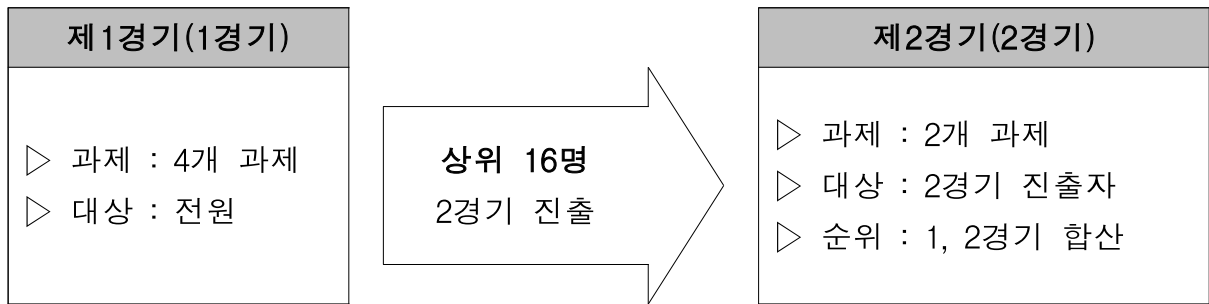 제1경기(1경기)
▷ 과제 : 4개 과제
▷ 대상 : 전원
상위 16명
2경기 진출
제2경기(2경기)
▷ 과제 : 2개 과제
▷ 대상 : 2경기 진출자
▷ 순위 : 1, 2경기 합산